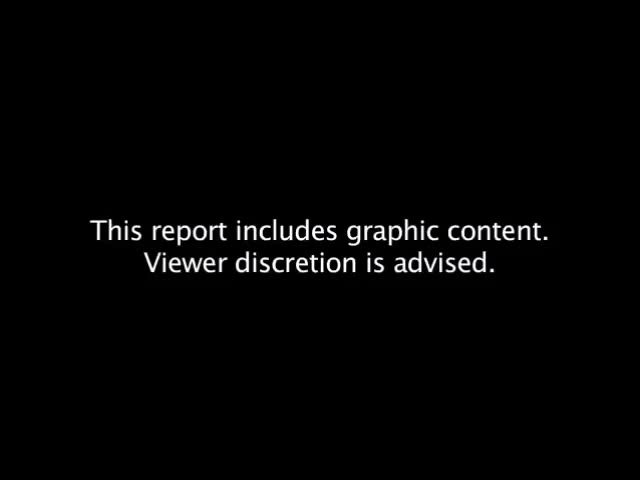 This report includes graphic content.
Viewer discretion is advised.